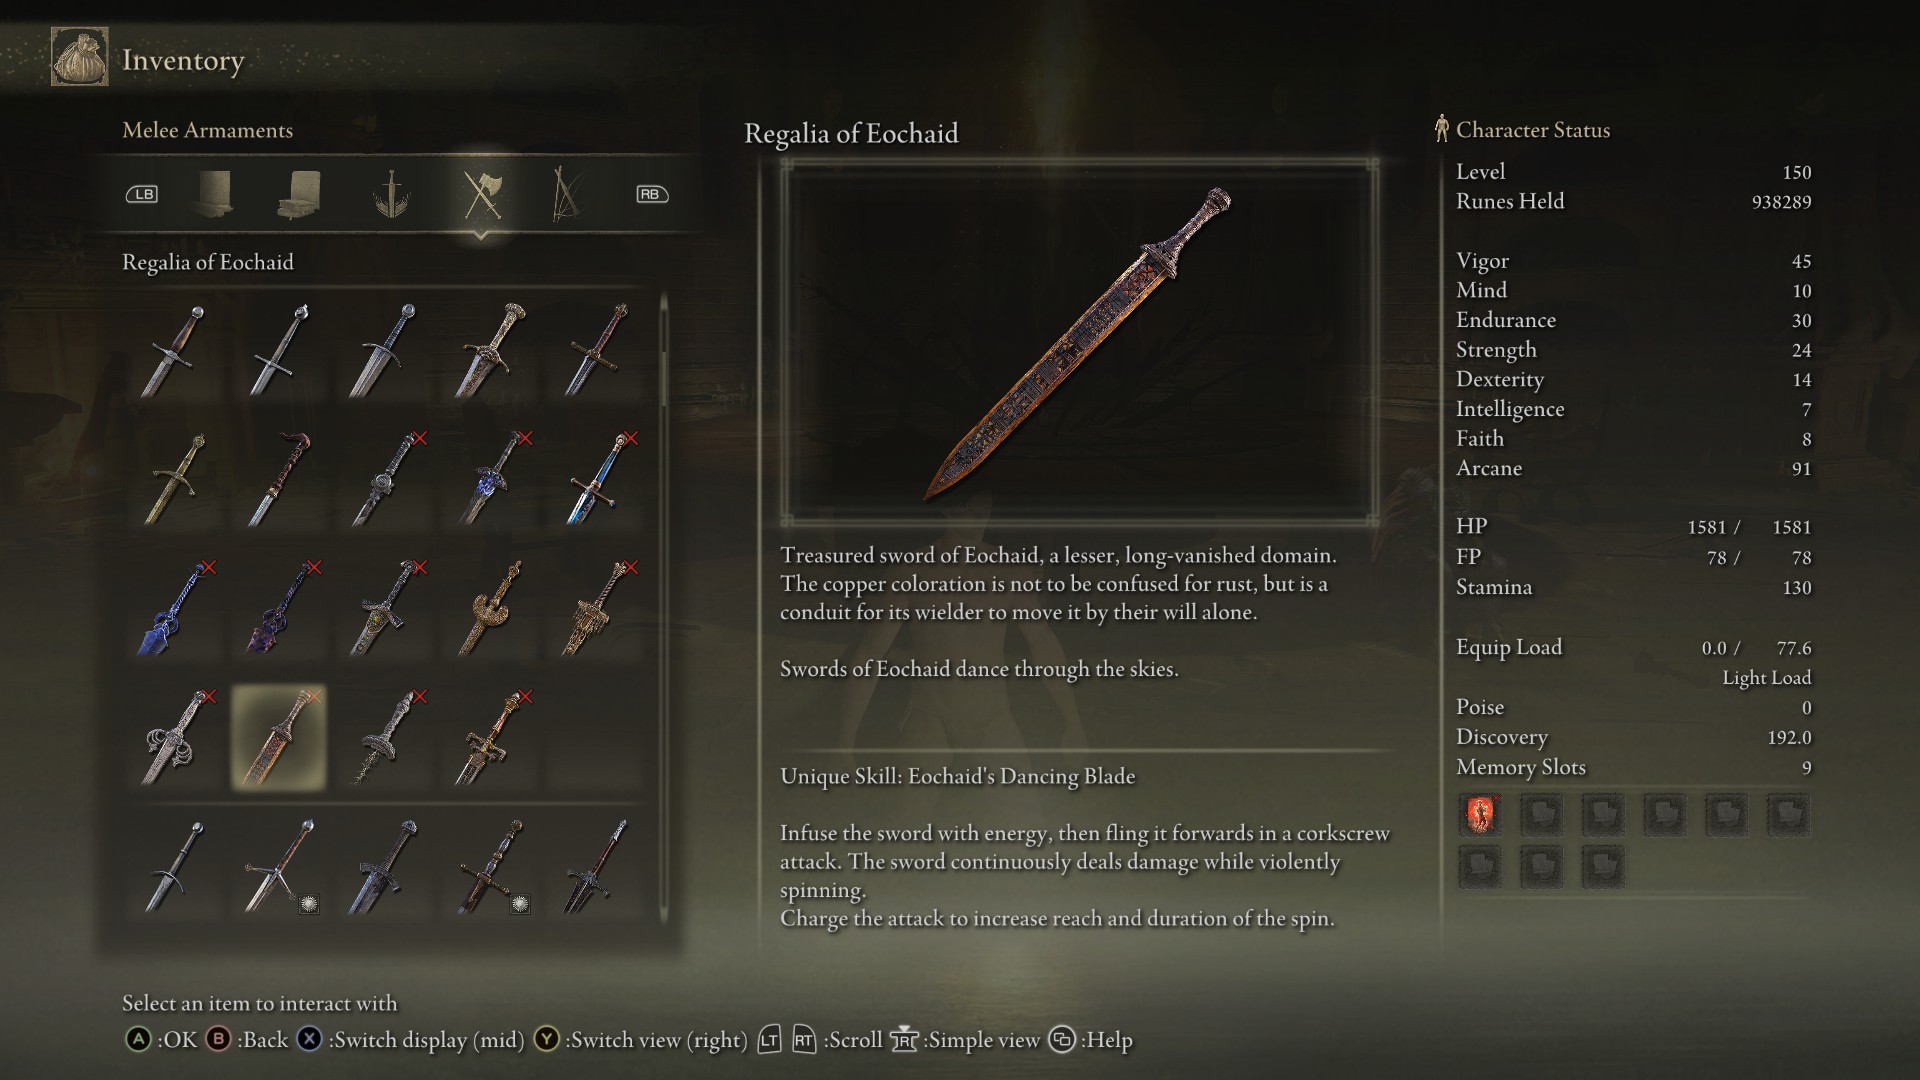 Inventory
Melee Armaments
LB
RB
Regalia of Eochaid
Regalia of Eochaid
Treasured sword of Eochaid, a lesser, long-vanished domain.
The copper coloration is not to be confused for rust, but is a
conduit for its wielder to move it by their will alone.
Swords of Eochaid dance through the skies.
Unique Skill: Eochaid's Dancing Blade
Infuse the sword with energy, then fling it forwards in a corkscrew
attack. The sword continuously deals damage while violently
spinning.
Charge the attack to increase reach and duration of the spin.
Character Status
Level 150
Runes Held 938289
Vigor 45
Mind 10
Endurance 30
Strength 24
Dexterity 14
Intelligence 7
Faith 8
Arcane 91
HP 1581 / 1581
FP 78 / 78
Stamina 130
Equip Load 0.0 / 77.6
Light Load
Poise 0
Discovery 192.0
Memory Slots 9
Select an item to interact with
A :OK B :Back X :Switch display (mid) Y :Switch view (right) LT RT :Scroll R :Simple view :Help